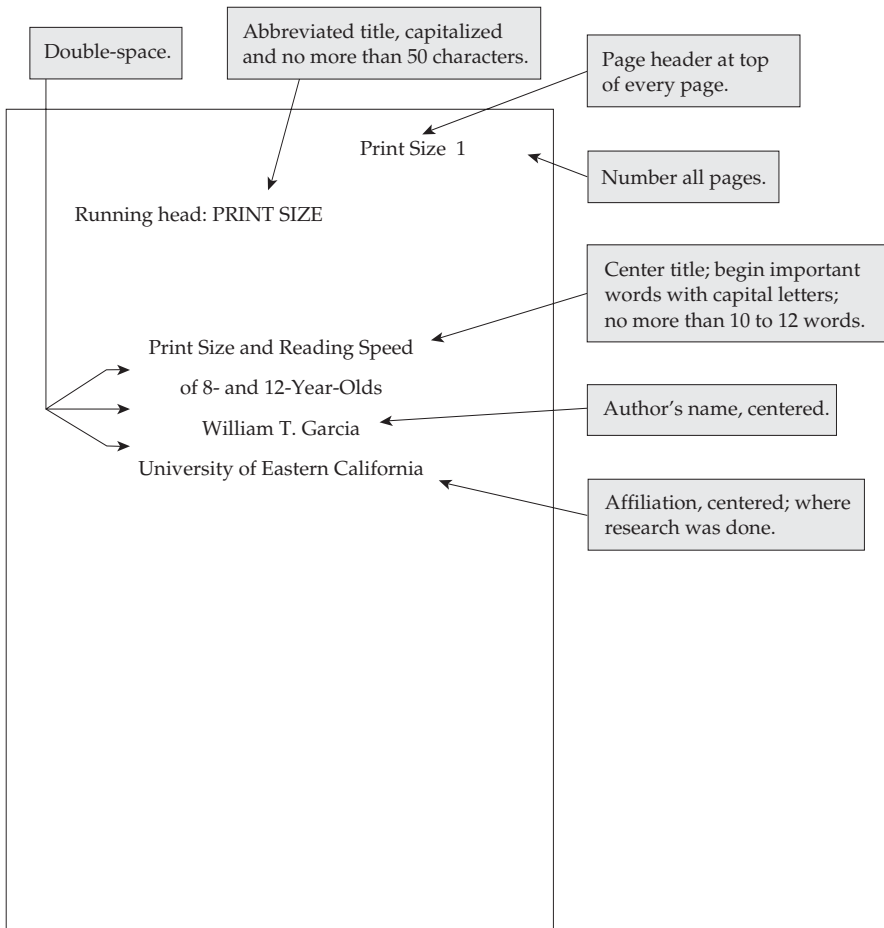 Double-space.
Abbreviated title, capitalized
and no more than 50 characters.
Page header at top
of every page.
Print Size 1
Number all pages.
Running head: PRINT SIZE
Center title; begin important
words with capital letters;
no more than 10 to 12 words.
Print Size and Reading Speed
of 8- and 12-Year-Olds
Author’s name, centered.
William T. Garcia
University of Eastern California
Affiliation, centered; where
research was done.